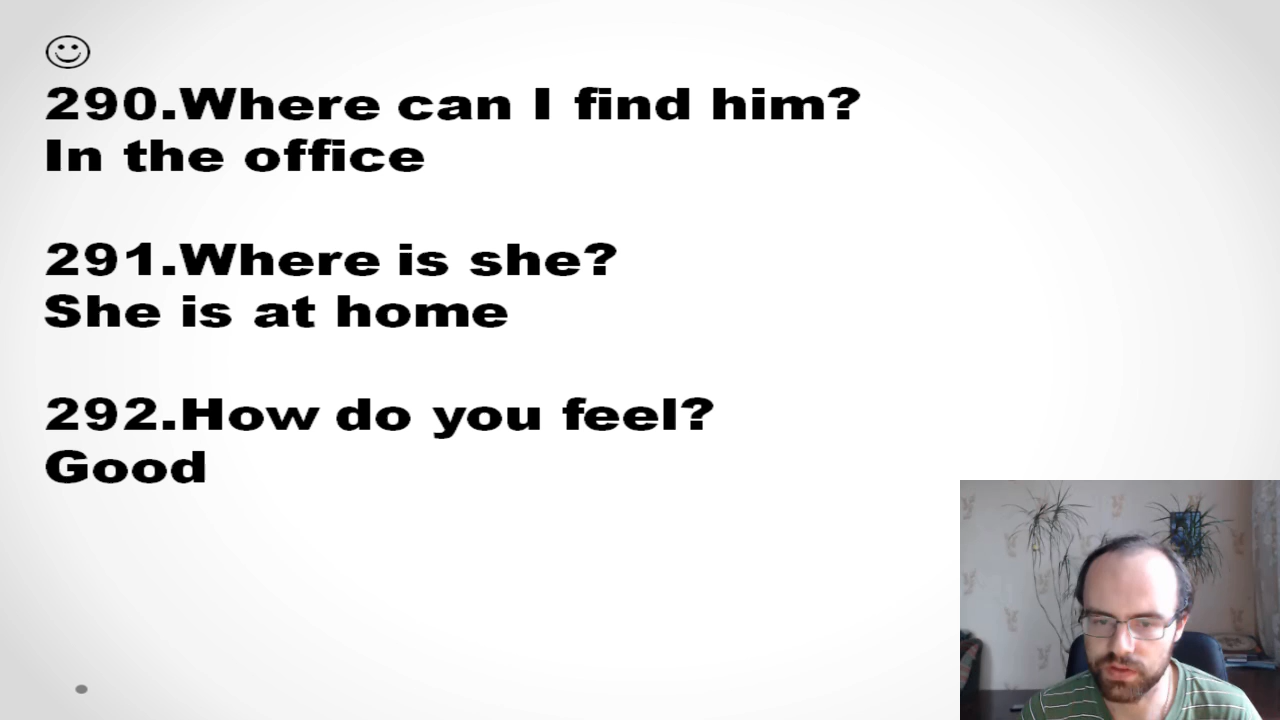 290.Where can I find him?
In the office
291.Where is she?
She is at home
292.How do you feel?
Good